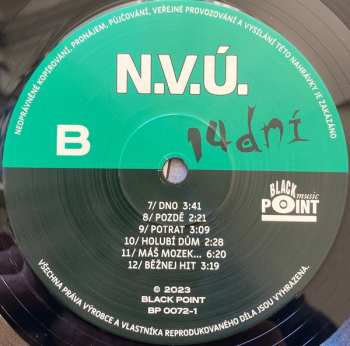 NEOPRÁVNĚNÉ KOPÍROVÁNÍ, PRONÁJEM, PŮJČOVÁNÍ, VEŘEJNÉ PROVOZOVÁNÍ A VYSÍLÁNÍ TÉTO NAHRÁVKY JE ZAKÁZÁNO
N.V.Ú.
B
14 dní
BLACK
music
POINT
7/ DNO 3:41
8/ POZDĚ 2:21
9/ POTRAT 3:09
10/ HOLUBÍ DŮM 2:28
11/ MÁŠ MOZEK... 6:20
12/ BĚŽNEJ HIT 3:19
© 2023
BLACK POINT
BP 0072-1
VŠECHNA PRÁVA VÝROBCE A VLASTNÍKA REPRODUKOVANÉHO DÍLA JSOU VYHRAZENA.